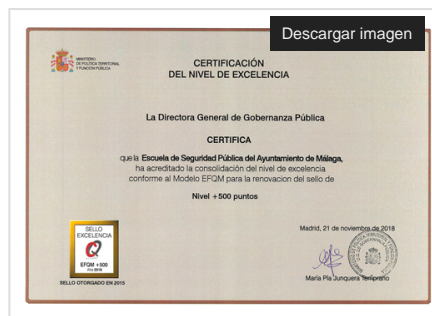 Descargar imagen
MINISTERIO
DE POLÍTICA TERRITORIAL
Y FUNCIÓN PÚBLICA
CERTIFICACIÓN
DEL NIVEL DE EXCELENCIA
La Directora General de Gobernanza Pública
CERTIFICA
que la Escuela de Seguridad Pública del Ayuntamiento de Málaga,
ha acreditado la consolidación del nivel de excelencia
conforme al Modelo EFQM para la renovacion del sello de
Nivel +500 puntos
SELLO
EXCELENCIA
EFQM +500
Año 2018
SELLO OTORGADO EN 2015
Madrid, 21 de noviembre de 2018
María Pía Junquera Temprano